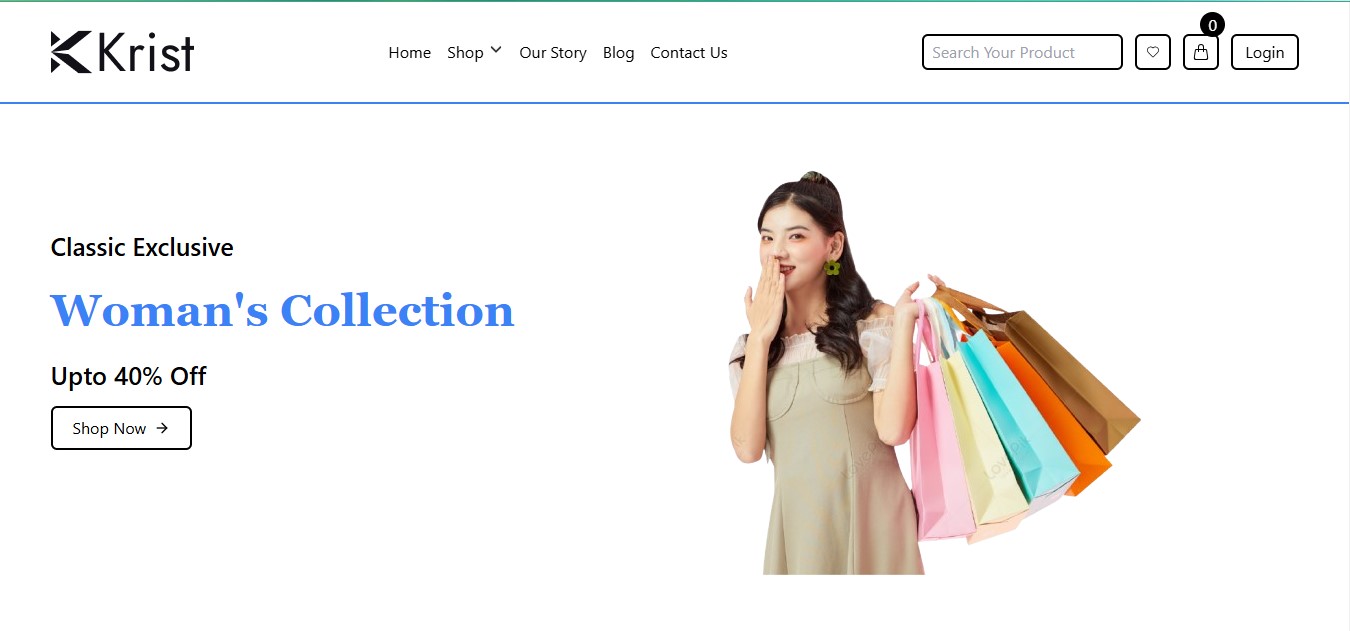 Krist
Home Shop Our Story Blog Contact Us
Search Your Product
0
Login
Classic Exclusive
Woman's Collection
Upto 40% Off
Shop Now